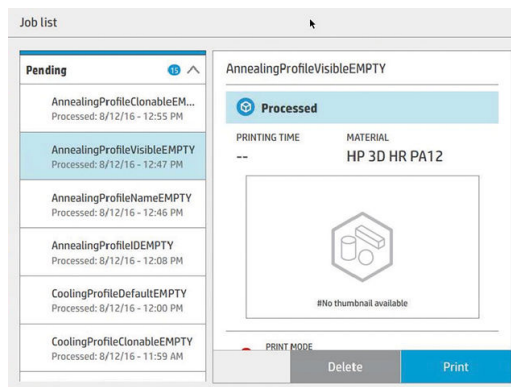 Job list
Pending 15
AnnealingProfileClonableEM...
Processed: 8/12/16 - 12:55 PM
AnnealingProfileVisibleEMPTY
Processed: 8/12/16 - 12:47 PM
AnnealingProfileNameEMPTY
Processed: 8/12/16 - 12:46 PM
AnnealingProfileIDEMPTY
Processed: 8/12/16 - 12:08 PM
CoolingProfileDefaultEMPTY
Processed: 8/12/16 - 12:00 PM
CoolingProfileClonableEMPTY
Processed: 8/12/16 - 11:59 AM
AnnealingProfileVisibleEMPTY
Processed
PRINTING TIME MATERIAL
-- HP 3D HR PA12
#No thumbnail available
PRINT MODE
Delete Print